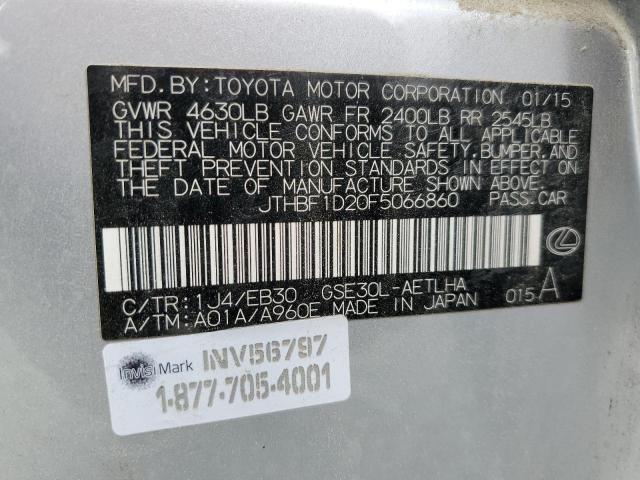 MFD. BY: TOYOTA MOTOR CORPORATION 01/15
GVWR 4630LB GAWR FR 2400LB RR 2545LB
THIS VEHICLE CONFORMS TO ALL APPLICABLE
FEDERAL MOTOR VEHICLE SAFETY, BUMPER, AND
THEFT PREVENTION STANDARDS IN EFFECT ON
THE DATE OF MANUFACTURE SHOWN ABOVE.
JTHBF1D20F5066860 PASS. CAR
C/TR: 1J4/EB30 GSE30L-AETLHA
A/TM: A01A/A960E MADE IN JAPAN 015 A
InvisiMark INV56797
1-877-705-4001